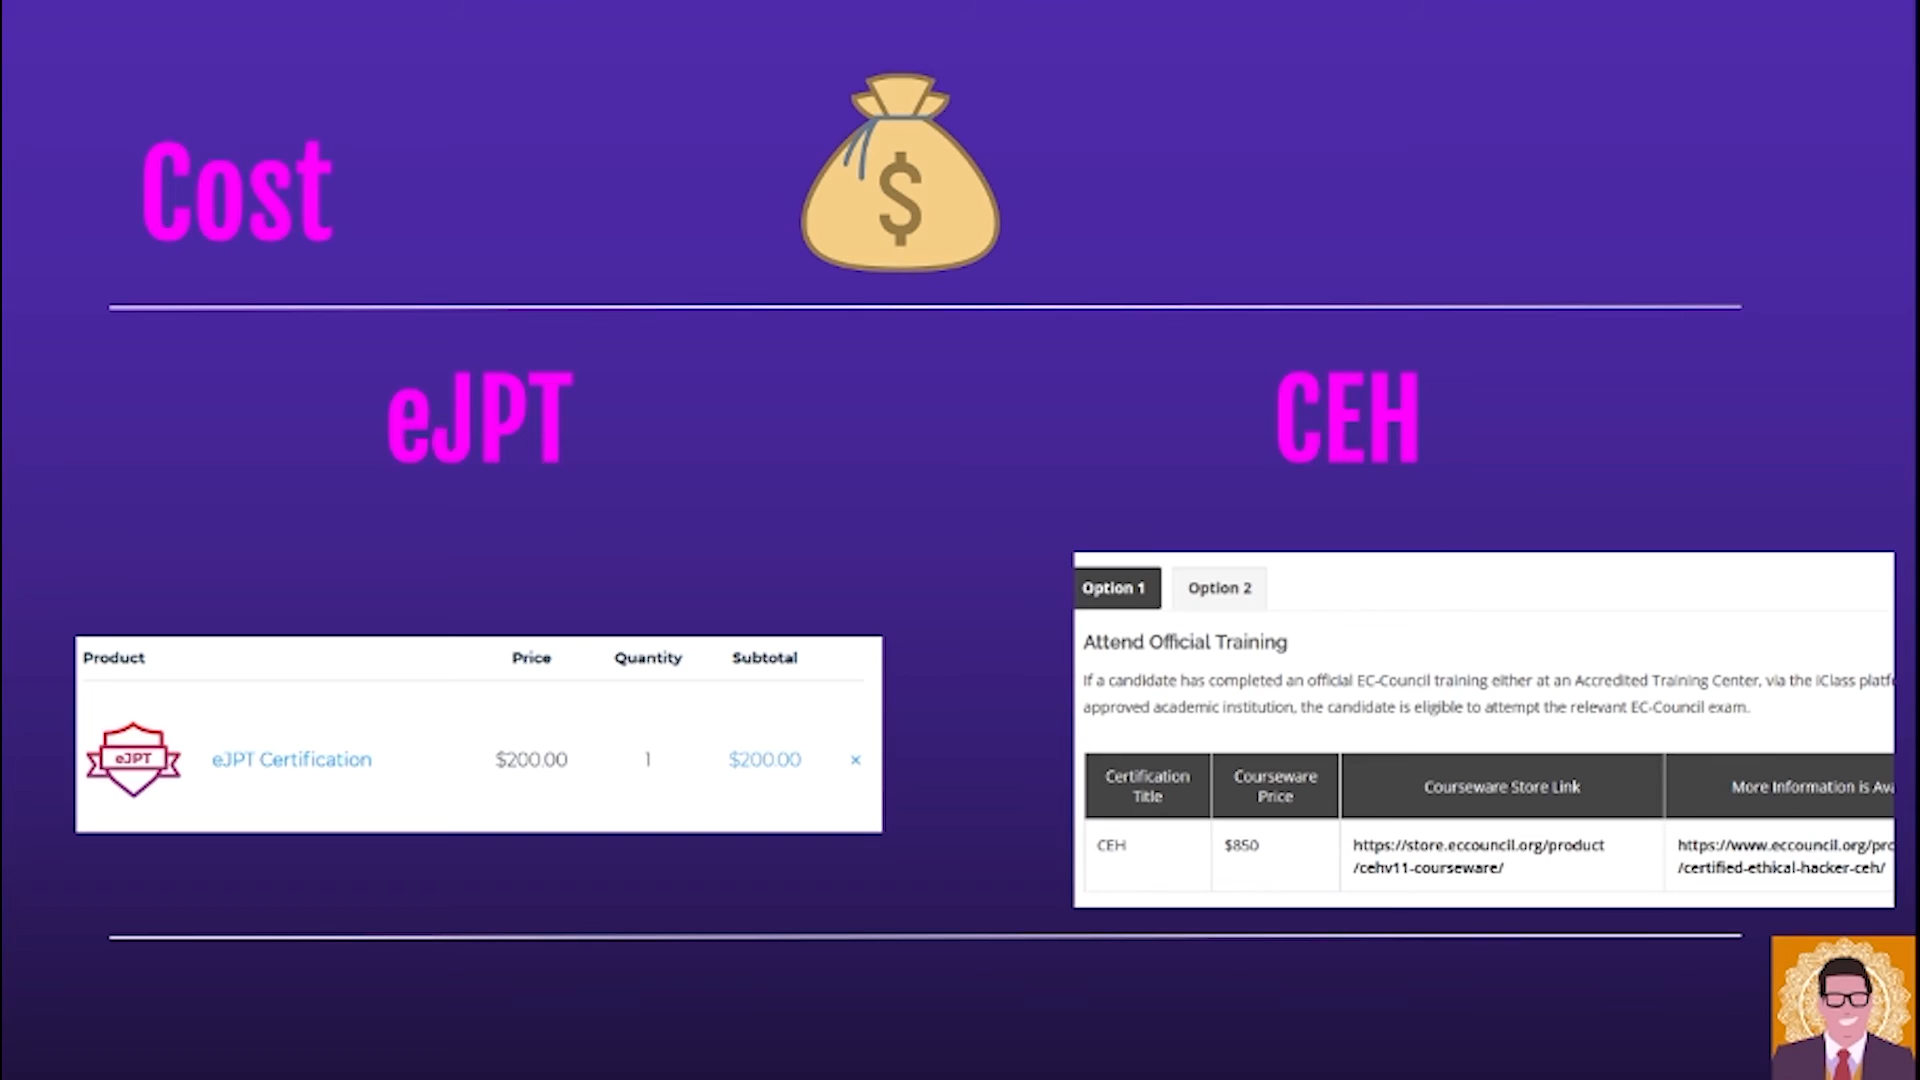 Cost
$
eJPT
CEH
Product Price Quantity Subtotal
eJPT
eJPT Certification $200.00 1 $200.00 ×
Option 1 Option 2
Attend Official Training
If a candidate has completed an official EC-Council training either at an Accredited Training Center, via the iClass
approved academic institution, the candidate is eligible to attempt the relevant EC-Council exam.
Certification Title
Courseware Price
Courseware Store Link
More Information is
CEH
$850
https://store.eccouncil.org/product
/cehv11-courseware/
https://www.eccouncil.org/
/certified-ethical-hacker-ceh/